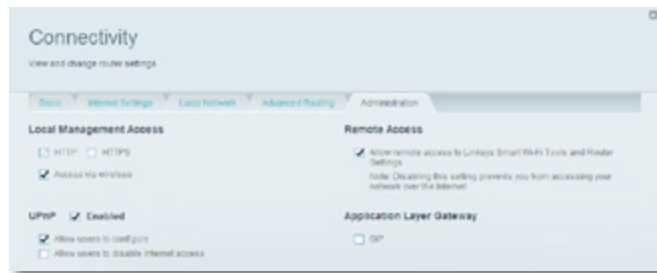 Connectivity
View and change router settings
Basic Internet Settings Local Network Advanced Routing Administration
Local Management Access
HTTP HTTPS
Access via wireless
Remote Access
Allow remote access to Linksys Smart Wi-Fi Tools and Router
Settings
Note: Disabling this setting prevents you from accessing your
network over the Internet
UPnP Enabled
Allow users to configure
Allow users to disable Internet access
Application Layer Gateway
SIP